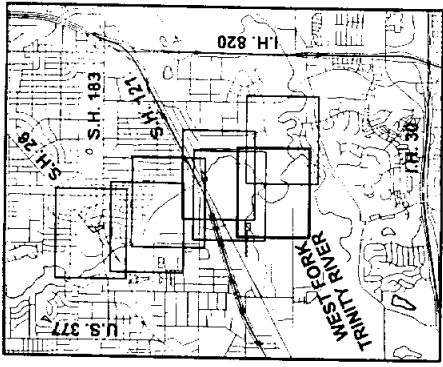 I.H. 820
S.H. 121
S.H. 183
S.H. 26
I.H. 30
WEST FORK
TRINITY RIVER
U.S. 377